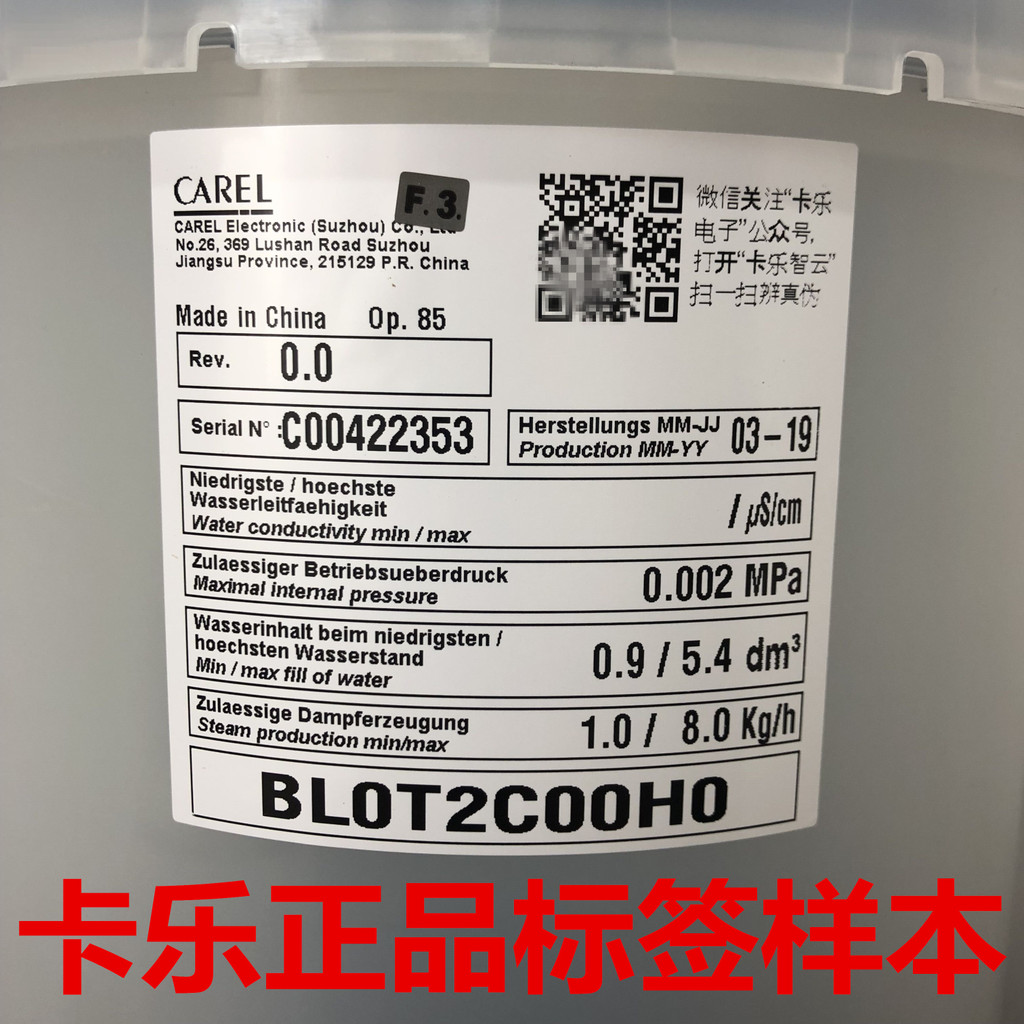 CAREL
F. 3.
CAREL Electronic (Suzhou) Co., Ltd
No.26, 369 Lushan Road Suzhou
Jiangsu Province, 215129 P.R. China
微信关注“卡乐
电子”公众号,
打开“卡乐智云”
扫一扫辨真伪
Made in China Op. 85
Rev. 0.0
Serial N° :C00422353
Herstellungs MM-JJ
Production MM-YY
03-19
Niedrigste / hoechste
Wasserleitfaehigkeit
Water conductivity min / max
/ µS/cm
Zulaessiger Betriebsueberdruck
Maximal internal pressure
0.002 MPa
Wasserinhalt beim niedrigsten /
hoechsten Wasserstand
Min / max fill of water
0.9 / 5.4 dm³
Zulaessige Dampferzeugung
Steam production min/max
1.0 / 8.0 Kg/h
BL0T2C00H0
卡乐正品标签样本